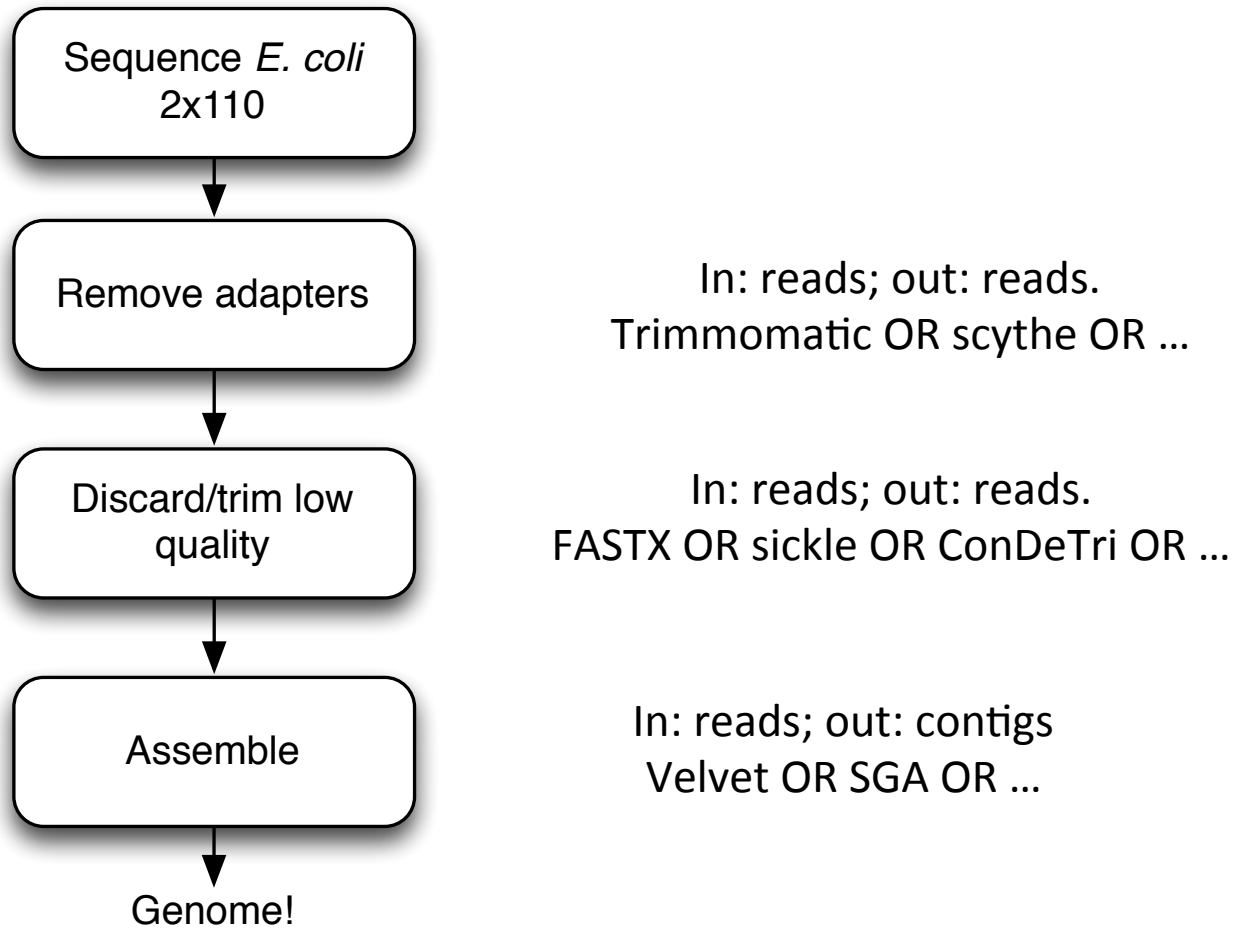 Sequence E. coli
2x110
Remove adapters
In: reads; out: reads.
Trimmomatic OR scythe OR …
Discard/trim low
quality
In: reads; out: reads.
FASTX OR sickle OR ConDeTri OR …
Assemble
In: reads; out: contigs
Velvet OR SGA OR …
Genome!